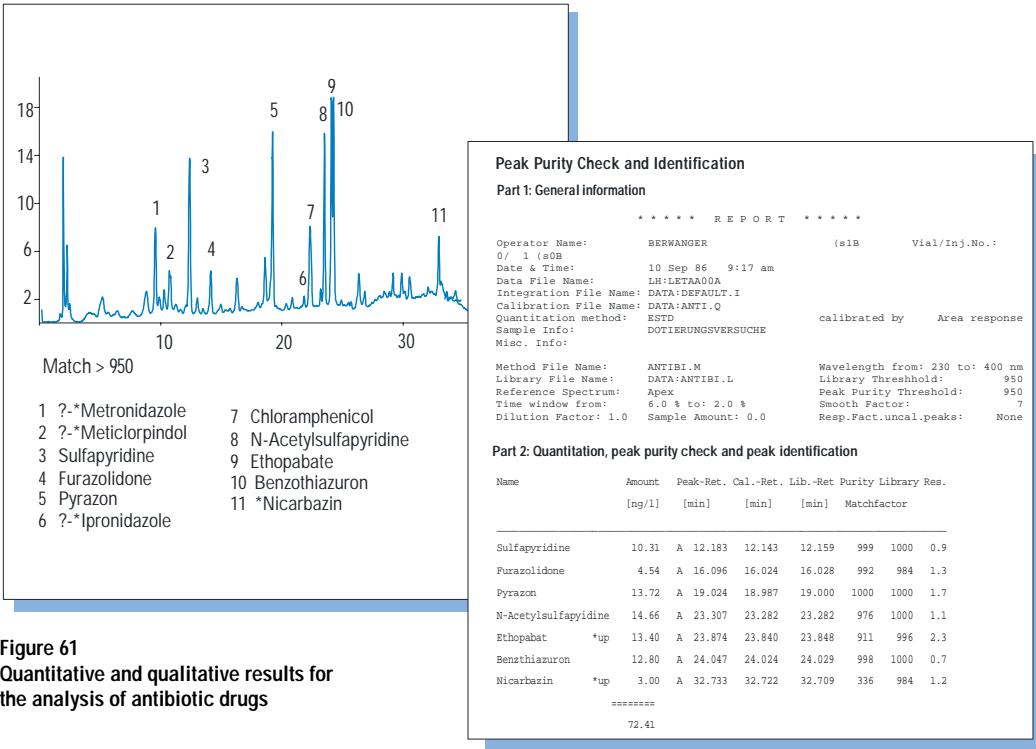 18
14
10
6
2
1
2
3
4
5
6
7
8
9
10
11
10
20
30
Match > 950
1 ?-*Metronidazole
2 ?-*Meticlorpindol
3 Sulfapyridine
4 Furazolidone
5 Pyrazon
6 ?-*Ipronidazole
7 Chloramphenicol
8 N-Acetylsulfapyridine
9 Ethopabate
10 Benzothiazuron
11 *Nicarbazin
Peak Purity Check and Identification
Part 1: General information
* * * * * R E P O R T * * * * *
Operator Name: BERWANGER (s1B Vial/Inj.No.:
0/ 1 (s0B
Date & Time: 10 Sep 86 9:17 am
Data File Name: LH:LETAA00A
Integration File Name: DATA:DEFAULT.I
Calibration File Name: DATA:ANTI.Q
Quantitation method: ESTD calibrated by Area response
Sample Info: DOTIERUNGSVERSUCHE
Misc. Info:
Method File Name: ANTIBI.M Wavelength from: 230 to: 400 nm
Library File Name: DATA:ANTIBI.L Library Threshhold: 950
Reference Spectrum: Apex Peak Purity Threshold: 950
Time window from: 6.0 % to: 2.0 % Smooth Factor: 7
Dilution Factor: 1.0 Sample Amount: 0.0 Resp.Fact.uncal.peaks: None
Part 2: Quantitation, peak purity check and peak identification
Name Amount Peak-Ret. Cal.-Ret. Lib.-Ret Purity Library Res.
[ng/l] [min] [min] [min] Matchfactor
Sulfapyridine 10.31 A 12.183 12.143 12.159 999 1000 0.9
Furazolidone 4.54 A 16.096 16.024 16.028 992 984 1.3
Pyrazon 13.72 A 19.024 18.987 19.000 1000 1000 1.7
N-Acetylsulfapyidine 14.66 A 23.307 23.282 23.282 976 1000 1.1
Ethopabat *up 13.40 A 23.874 23.840 23.848 911 996 2.3
Benzthiazuron 12.80 A 24.047 24.024 24.029 998 1000 0.7
Nicarbazin *up 3.00 A 32.733 32.722 32.709 336 984 1.2
========
72.41
Figure 61
Quantitative and qualitative results for
the analysis of antibiotic drugs